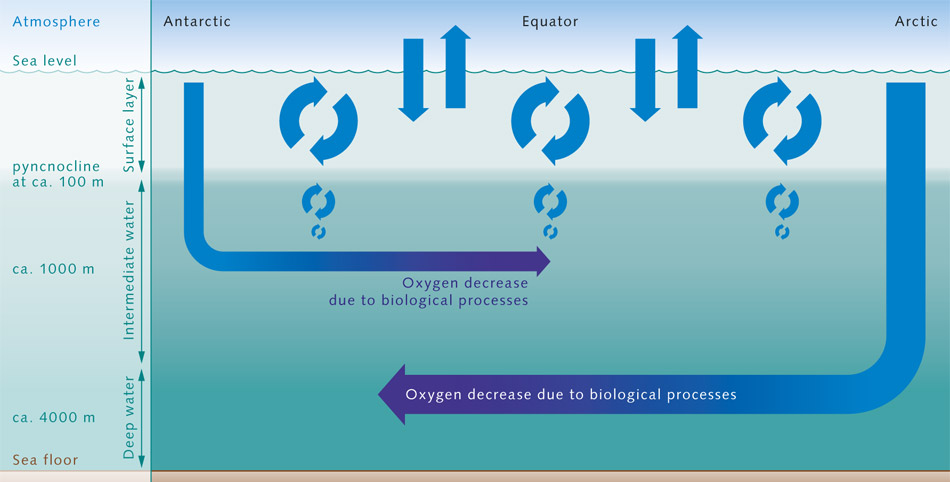 Atmosphere
Antarctic
Equator
Arctic
Sea level
Surface layer
pyncnocline
at ca. 100 m
Intermediate water
ca. 1000 m
Oxygen decrease
due to biological processes
Deep water
Oxygen decrease due to biological processes
ca. 4000 m
Sea floor